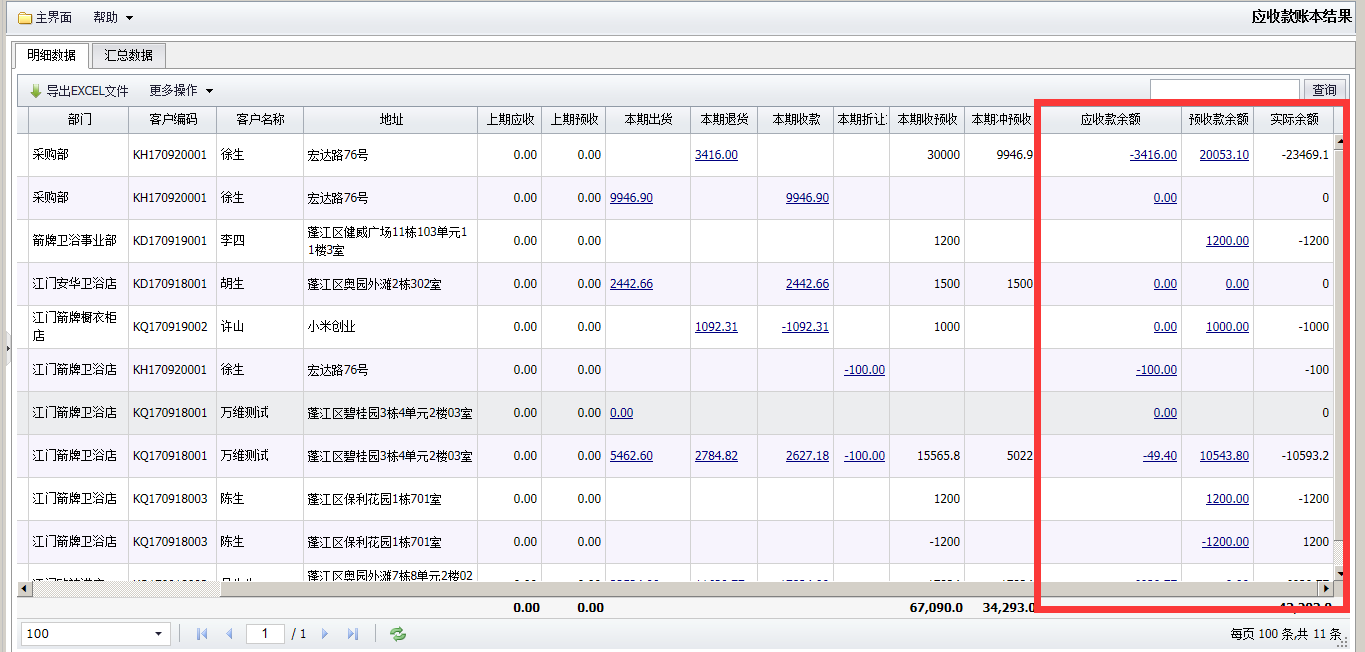 主界面 帮助 应收款账本结果
明细数据 汇总数据
导出EXCEL文件 更多操作 查询
部门 客户编码 客户名称 地址 上期应收 上期预收 本期出货 本期退货 本期收款 本期折让 本期收预收 本期冲预收 应收款余额 预收款余额 实际余额
采购部 KH170920001 徐生 宏达路76号 0.00 0.00 3416.00 30000 9946.9 -3416.00 20053.10 -23469.1
采购部 KH170920001 徐生 宏达路76号 0.00 0.00 9946.90 9946.90 0.00 0
箭牌卫浴事业部 KD170919001 李四 蓬江区健威广场11栋103单元1
1楼3室 0.00 0.00 1200 1200.00 -1200
江门安华卫浴店 KD170918001 胡生 蓬江区奥园外滩2栋302室 0.00 0.00 2442.66 2442.66 1500 1500 0.00 0.00 0
江门箭牌橱衣柜
店 KQ170919002 许山 小米创业 0.00 0.00 1092.31 -1092.31 1000 0.00 1000.00 -1000
江门箭牌卫浴店 KH170920001 徐生 宏达路76号 0.00 0.00 -100.00 -100.00 -100
江门箭牌卫浴店 KQ170918001 万维测试 蓬江区碧桂园3栋4单元2楼03室 0.00 0.00 0.00 0.00 0
江门箭牌卫浴店 KQ170918001 万维测试 蓬江区碧桂园3栋4单元2楼03室 0.00 0.00 5462.60 2784.82 2627.18 -100.00 15565.8 5022 -49.40 10543.80 -10593.2
江门箭牌卫浴店 KQ170918003 陈生 蓬江区保利花园1栋701室 0.00 0.00 1200 1200.00 -1200
江门箭牌卫浴店 KQ170918003 陈生 蓬江区保利花园1栋701室 0.00 0.00 -1200 -1200.00 1200
蓬江区奥园外滩7栋8单元2楼02
0.00 0.00 67,090.0 34,293.0
100 1 / 1 每页 100 条,共 11 条